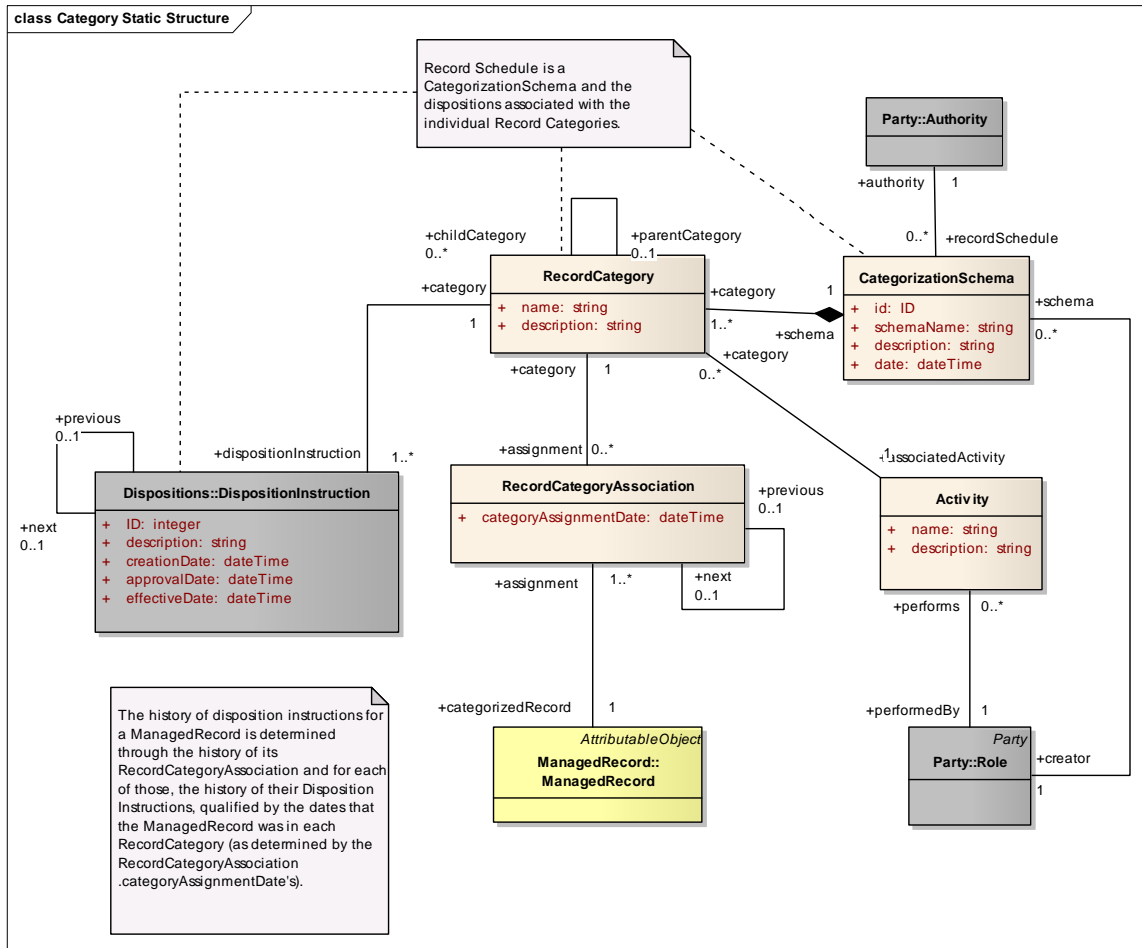 class Category Static Structure
Record Schedule is a
CategorizationSchema and the
dispositions associated with the
individual Record Categories.
Party::Authority
+authority 1
0..* +recordSchedule
+childCategory
0..*
+parentCategory
0..1
RecordCategory
+ name: string
+ description: string
+category
1
+category
1..*
1
+schema
CategorizationSchema
+ id: ID
+ schemaName: string
+ description: string
+ date: dateTime
+schema
0..*
+category
0..*
+category 1
+previous
0..1
+dispositionInstruction 1..*
+assignment 0..*
1
+associatedActivity
Dispositions::DispositionInstruction
+ ID: integer
+ description: string
+ creationDate: dateTime
+ approvalDate: dateTime
+ effectiveDate: dateTime
+next
0..1
RecordCategoryAssociation
+ categoryAssignmentDate: dateTime
+previous
0..1
+next
0..1
Activity
+ name: string
+ description: string
+assignment 1..*
+performs 0..*
The history of disposition instructions for
a ManagedRecord is determined
through the history of its
RecordCategoryAssociation and for each
of those, the history of their Disposition
Instructions, qualified by the dates that
the ManagedRecord was in each
RecordCategory (as determined by the
RecordCategoryAssociation
.categoryAssignmentDate's).
+categorizedRecord 1
AttributableObject
ManagedRecord::
ManagedRecord
+performedBy 1
Party
Party::Role
+creator
1